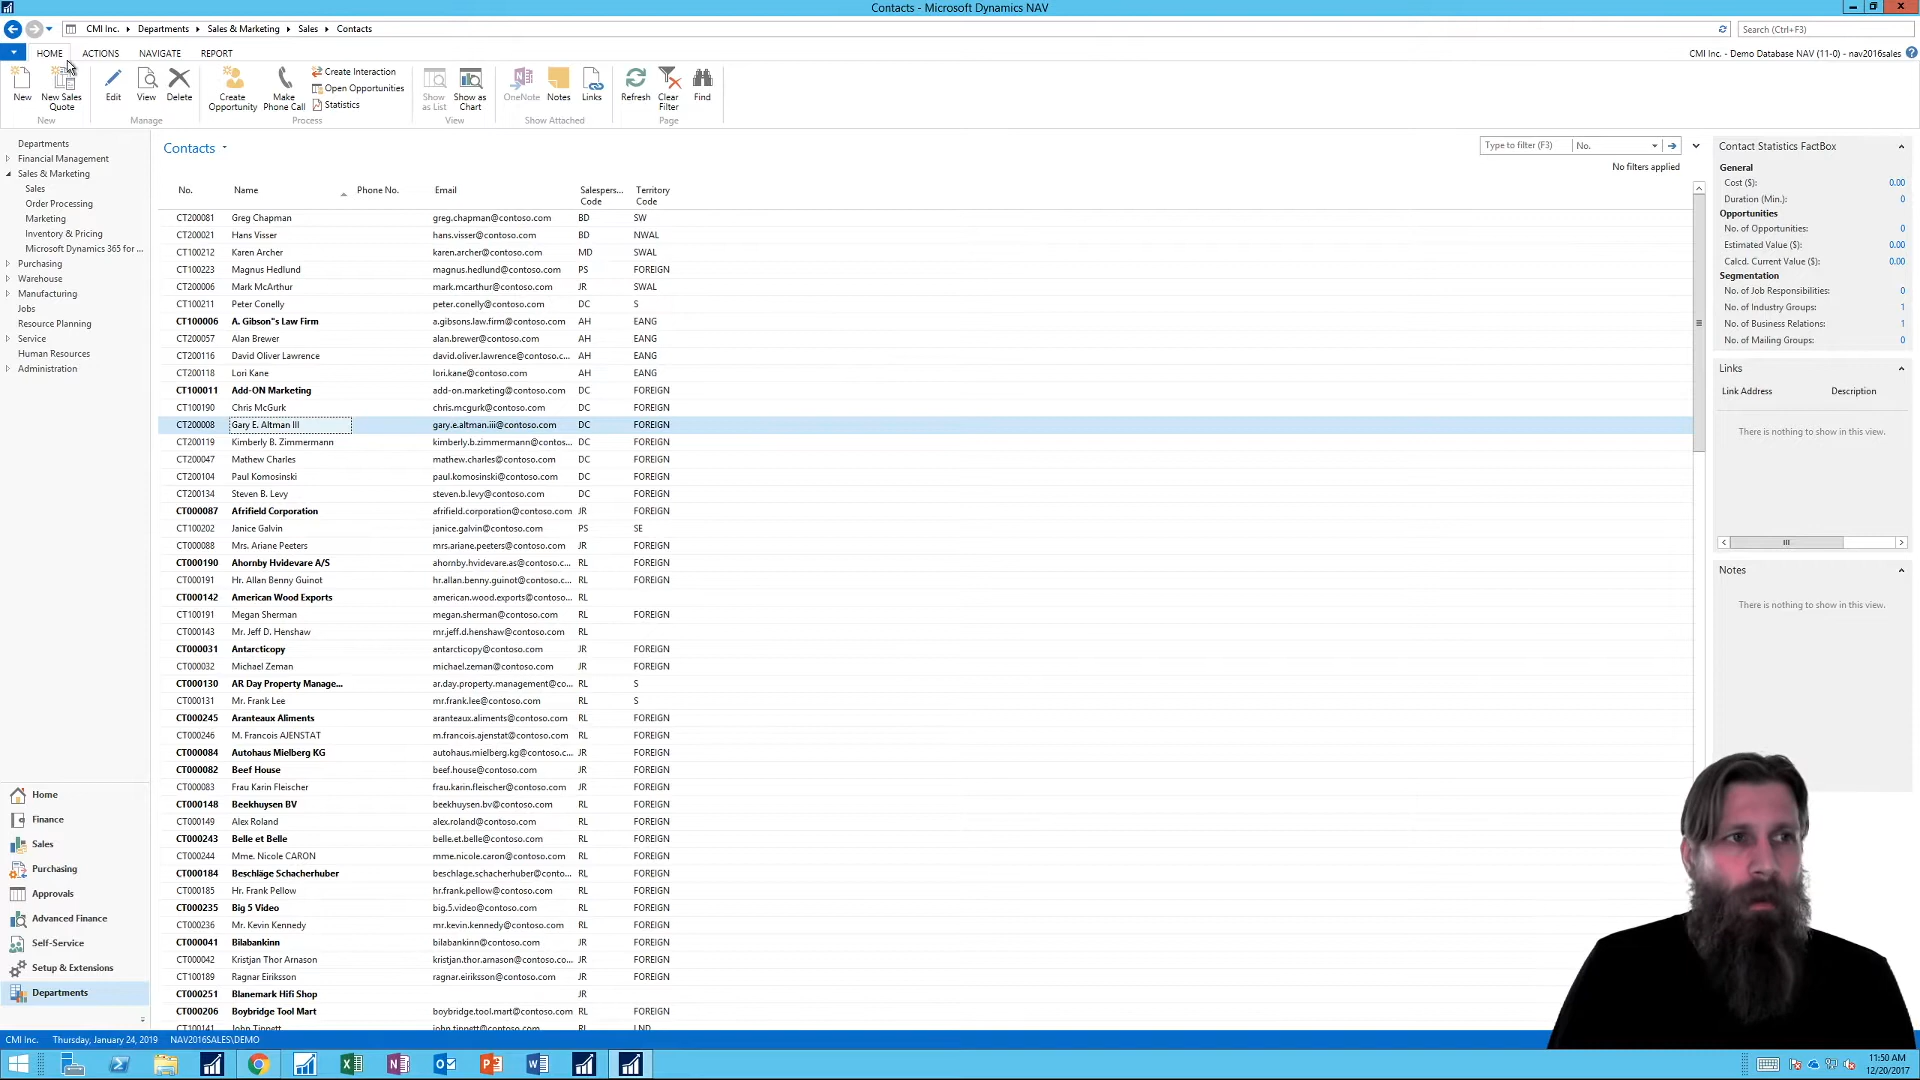 Contacts - Microsoft Dynamics NAV
CMI Inc. Departments Sales & Marketing Sales Contacts
Search (Ctrl+F3)
HOME ACTIONS NAVIGATE REPORT
CMI Inc. - Demo Database NAV (11-0) - nav2016sales
New
New Sales Quote
New
Edit
View
Delete
Manage
Create Opportunity
Make Phone Call
Create Interaction
Open Opportunities
Statistics
Process
Show as List
Show as Chart
View
OneNote
Notes
Links
Show Attached
Refresh
Clear Filter
Find
Page
Departments
Financial Management
Sales & Marketing
Sales
Order Processing
Marketing
Inventory & Pricing
Microsoft Dynamics 365 for ...
Purchasing
Warehouse
Manufacturing
Jobs
Resource Planning
Service
Human Resources
Administration
Home
Finance
Sales
Purchasing
Approvals
Advanced Finance
Self-Service
Setup & Extensions
Departments
Contacts
Type to filter (F3) No.
No filters applied
No. Name Phone No. Email Salespers... Code Territory Code
CT200081 Greg Chapman greg.chapman@contoso.com BD SW
CT200021 Hans Visser hans.visser@contoso.com BD NWAL
CT100212 Karen Archer karen.archer@contoso.com MD SWAL
CT100223 Magnus Hedlund magnus.hedlund@contoso.com PS FOREIGN
CT200006 Mark McArthur mark.mcarthur@contoso.com JR SWAL
CT100211 Peter Conelly peter.conelly@contoso.com DC S
CT100006 A. Gibson"s Law Firm a.gibsons.law.firm@contoso.com AH EANG
CT200057 Alan Brewer alan.brewer@contoso.com AH EANG
CT200116 David Oliver Lawrence david.oliver.lawrence@contoso.c... AH EANG
CT200118 Lori Kane lori.kane@contoso.com AH EANG
CT100011 Add-ON Marketing add-on.marketing@contoso.com DC FOREIGN
CT100190 Chris McGurk chris.mcgurk@contoso.com DC FOREIGN
CT200008 Gary E. Altman III gary.e.altman.iii@contoso.com DC FOREIGN
CT200119 Kimberly B. Zimmermann kimberly.b.zimmermann@contos... DC FOREIGN
CT200047 Mathew Charles mathew.charles@contoso.com DC FOREIGN
CT200104 Paul Komosinski paul.komosinski@contoso.com DC FOREIGN
CT200134 Steven B. Levy steven.b.levy@contoso.com DC FOREIGN
CT000087 Afrifield Corporation afrifield.corporation@contoso.com JR FOREIGN
CT100202 Janice Galvin janice.galvin@contoso.com PS SE
CT000088 Mrs. Ariane Peeters mrs.ariane.peeters@contoso.com JR FOREIGN
CT000190 Ahornby Hvidevare A/S ahornby.hvidevare.as@contoso.c... RL FOREIGN
CT000191 Hr. Allan Benny Guinot hr.allan.benny.guinot@contoso.c... RL FOREIGN
CT000142 American Wood Exports american.wood.exports@contoso... RL
CT100191 Megan Sherman megan.sherman@contoso.com RL FOREIGN
CT000143 Mr. Jeff D. Henshaw mr.jeff.d.henshaw@contoso.com RL
CT000031 Antarcticopy antarcticopy@contoso.com JR FOREIGN
CT000032 Michael Zeman michael.zeman@contoso.com JR FOREIGN
CT000130 AR Day Property Manage... ar.day.property.management@co... RL S
CT000131 Mr. Frank Lee mr.frank.lee@contoso.com RL S
CT000245 Aranteaux Aliments aranteaux.aliments@contoso.com RL FOREIGN
CT000246 M. Francois AJENSTAT m.francois.ajenstat@contoso.com RL FOREIGN
CT000084 Autohaus Mielberg KG autohaus.mielberg.kg@contoso.c... JR FOREIGN
CT000082 Beef House beef.house@contoso.com JR FOREIGN
CT000083 Frau Karin Fleischer frau.karin.fleischer@contoso.com JR FOREIGN
CT000148 Beekhuysen BV beekhuysen.bv@contoso.com RL FOREIGN
CT000149 Alex Roland alex.roland@contoso.com RL FOREIGN
CT000243 Belle et Belle belle.et.belle@contoso.com RL FOREIGN
CT000244 Mme. Nicole CARON mme.nicole.caron@contoso.com RL FOREIGN
CT000184 Beschläge Schacherhuber beschlage.schacherhuber@conto... RL FOREIGN
CT000185 Hr. Frank Pellow hr.frank.pellow@contoso.com RL FOREIGN
CT000235 Big 5 Video big.5.video@contoso.com RL FOREIGN
CT000236 Mr. Kevin Kennedy mr.kevin.kennedy@contoso.com RL FOREIGN
CT000041 Bilabankinn bilabankinn@contoso.com JR FOREIGN
CT000042 Kristjan Thor Arnason kristjan.thor.arnason@contoso.com JR FOREIGN
CT100189 Ragnar Eiriksson ragnar.eiriksson@contoso.com JR FOREIGN
CT000251 Blanemark Hifi Shop JR
CT000206 Boybridge Tool Mart boybridge.tool.mart@contoso.com RL FOREIGN
CT100141 John Tippett john.tippett@contoso.com RL LND
Contact Statistics FactBox
General
Cost ($): 0.00
Duration (Min.): 0
Opportunities
No. of Opportunities: 0
Estimated Value ($): 0.00
Calcd. Current Value ($): 0.00
Segmentation
No. of Job Responsibilities: 0
No. of Industry Groups: 1
No. of Business Relations: 1
No. of Mailing Groups: 0
Links
Link Address Description
There is nothing to show in this view.
Notes
There is nothing to show in this view.
CMI Inc. Thursday, January 24, 2019 NAV2016SALES\DEMO
11:50 AM
12/20/2017